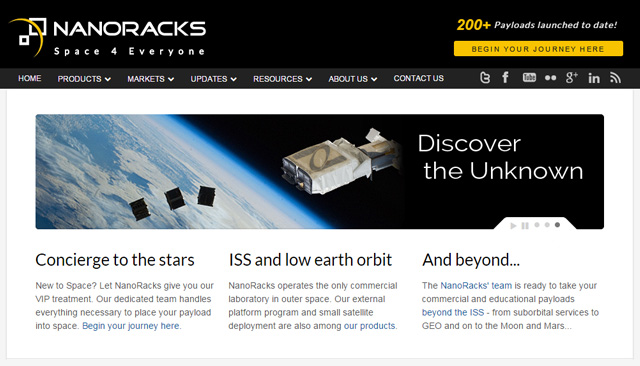 NANORACKS
Space 4 Everyone
200+ Payloads launched to date!
BEGIN YOUR JOURNEY HERE
HOME PRODUCTS MARKETS UPDATES RESOURCES ABOUT US CONTACT US
Discover
the Unknown
Concierge to the stars
New to Space? Let NanoRacks give you our
VIP treatment. Our dedicated team handles
everything necessary to place your payload
into space. Begin your journey here.
ISS and low earth orbit
NanoRacks operates the only commercial
laboratory in outer space. Our external
platform program and small satellite
deployment are also among our products.
And beyond...
The NanoRacks' team is ready to take your
commercial and educational payloads
beyond the ISS - from suborbital services to
GEO and on to the Moon and Mars...